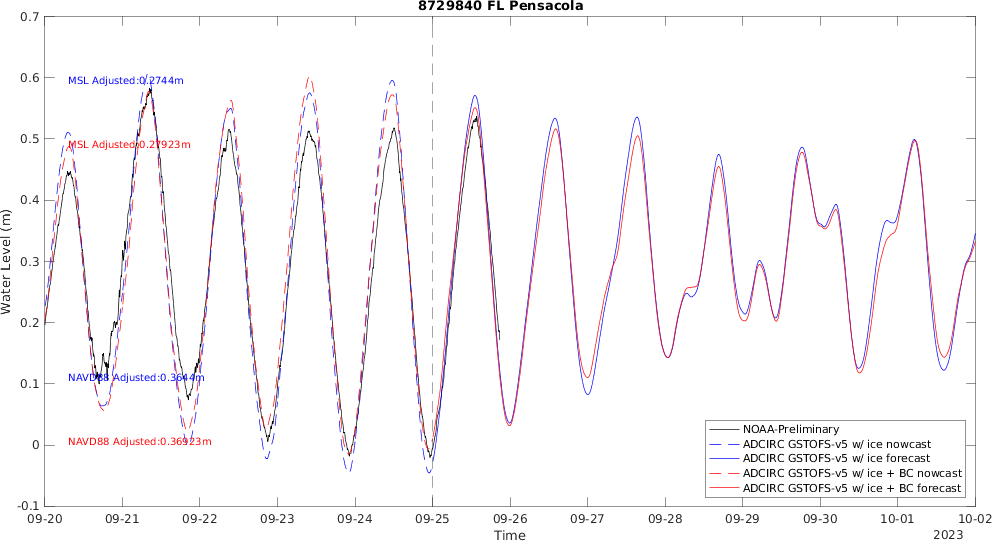 8729840 FL Pensacola
0.7
0.6
0.5
0.4
0.3
0.2
0.1
0
-0.1
Water Level (m)
MSL Adjusted:0.2744m
MSL Adjusted:0.27923m
NAVD88 Adjusted:0.3644m
NAVD88 Adjusted:0.36923m
NOAA-Preliminary
ADCIRC GSTOFS-v5 w/ ice nowcast
ADCIRC GSTOFS-v5 w/ ice forecast
ADCIRC GSTOFS-v5 w/ ice + BC nowcast
ADCIRC GSTOFS-v5 w/ ice + BC forecast
09-20 09-21 09-22 09-23 09-24 09-25 09-26 09-27 09-28 09-29 09-30 10-01 10-02
Time
2023